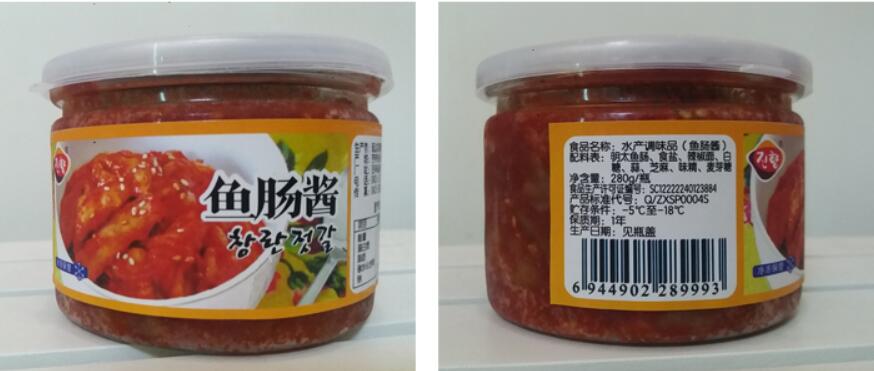 鱼肠酱
창란젓갈
食品名称：水产调味品（鱼肠酱）
配料表：明太鱼肠、食盐、辣椒面、白
糖、蒜、芝麻、味精、麦芽糖
净含量：280g/瓶
食品生产许可证编号：SC12222240123884
产品标准代号：Q/ZXSP0004S
贮存条件：-5℃至-18℃
保质期：1年
生产日期：见瓶盖
6 944902 289993
冷冻保管